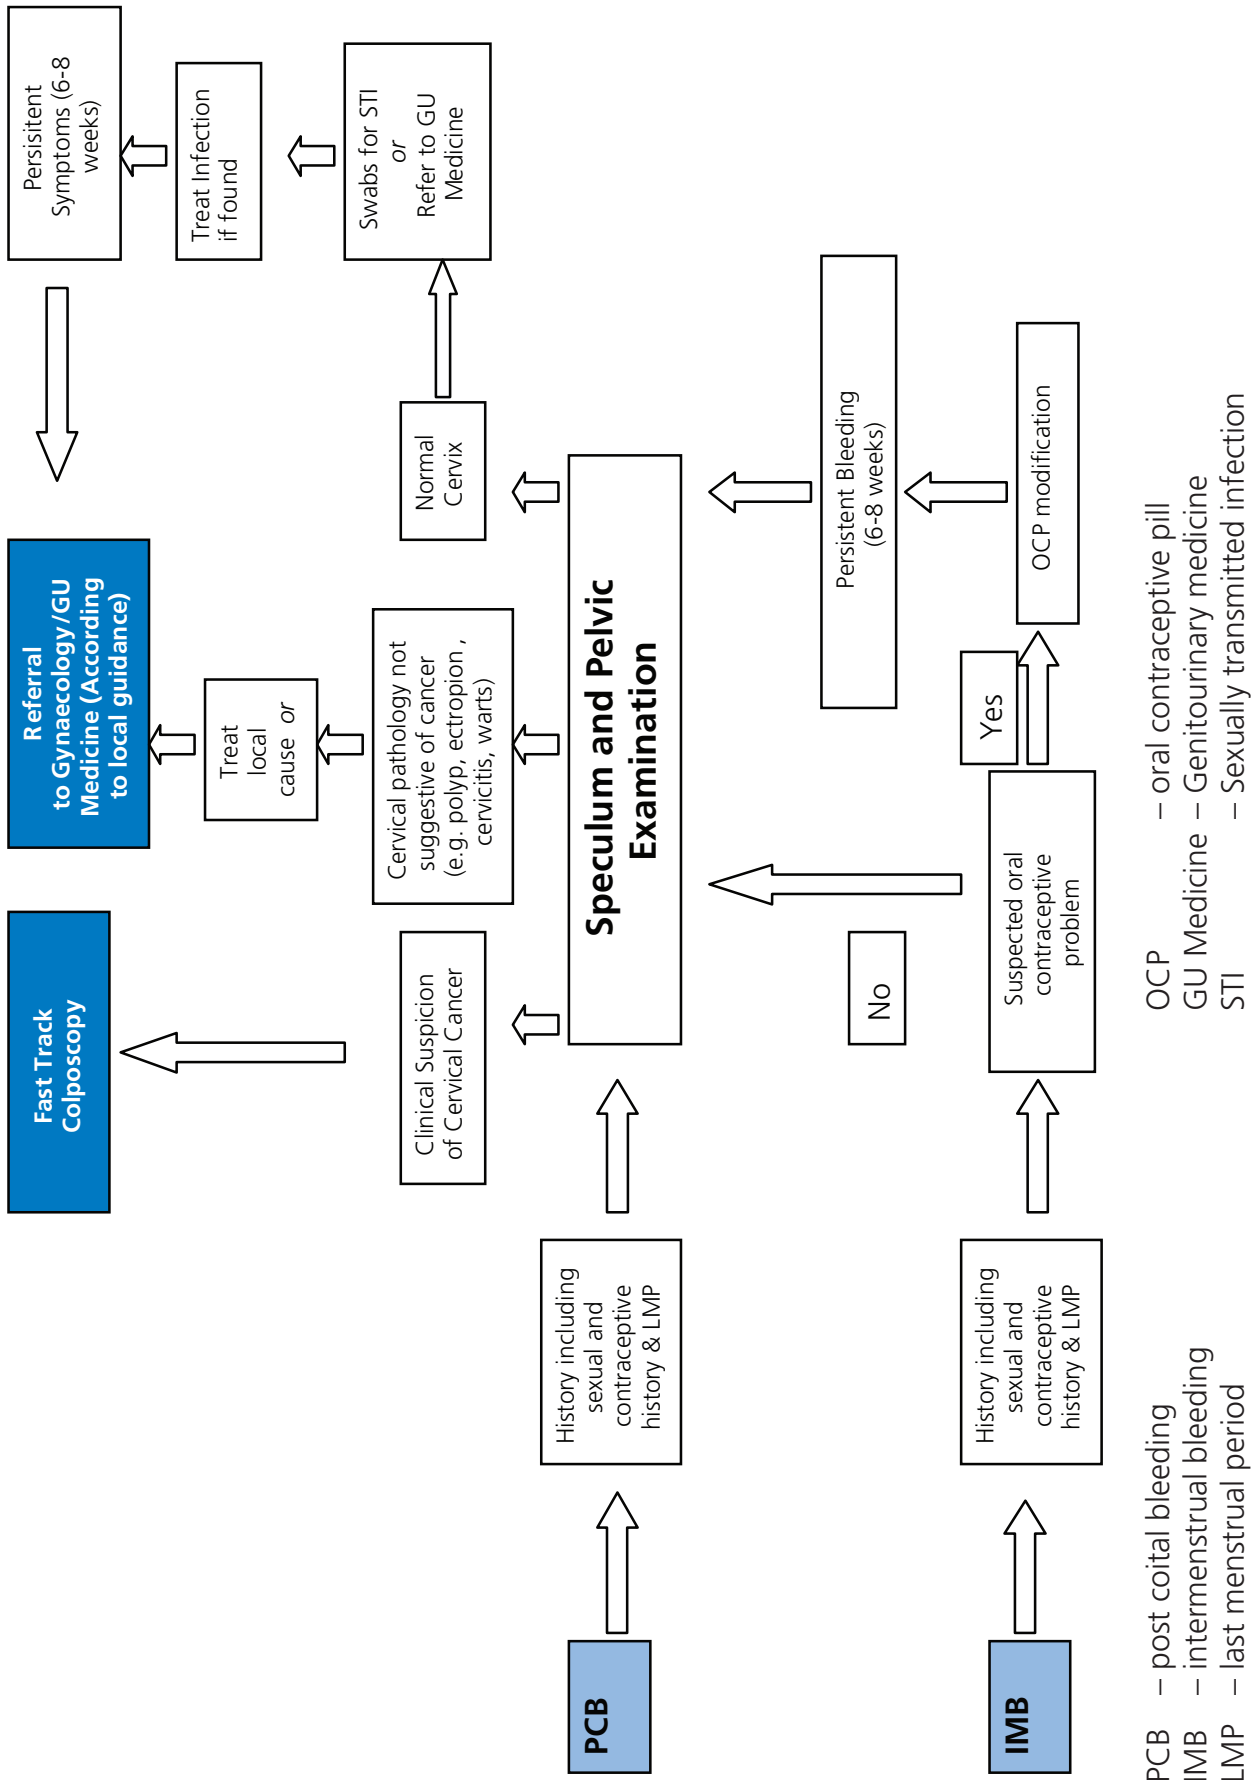 Fast Track
Colposcopy
Referral
to Gynaecology/GU
Medicine (According
to local guidance)
Persisitent
Symptoms (6-8
weeks)
Treat
local
cause or
Treat Infection
if found
Clinical Suspicion
of Cervical Cancer
Cervical pathology not
suggestive of cancer
(e.g. polyp, ectropion ,
cervicitis, warts)
Normal
Cervix
Swabs for STI
or
Refer to GU
Medicine
PCB
History including
sexual and
contraceptive
history & LMP
Speculum and Pelvic
Examination
No
Persistent Bleeding
(6-8 weeks)
IMB
History including
sexual and
contraceptive
history & LMP
Suspected oral
contraceptive
problem
Yes
OCP modification
PCB – post coital bleeding
IMB – intermenstrual bleeding
LMP – last menstrual period
OCP – oral contraceptive pill
GU Medicine – Genitourinary medicine
STI – Sexually transmitted infection